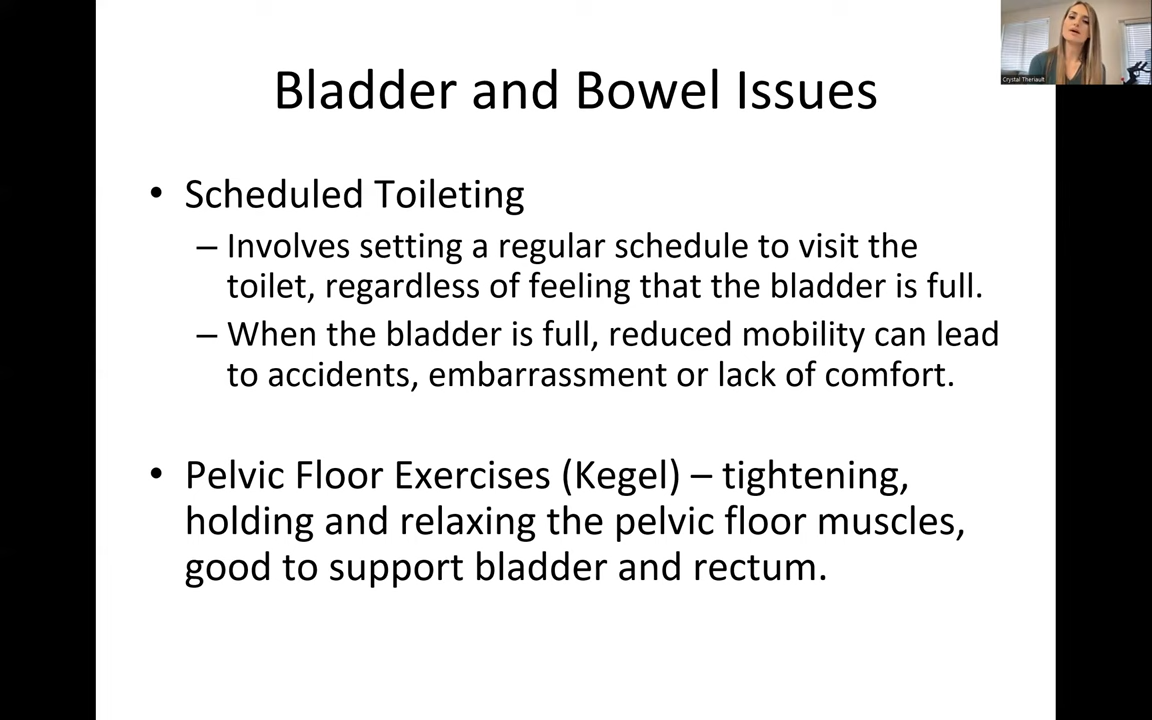 Bladder and Bowel Issues
Crystal Theriault
• Scheduled Toileting
– Involves setting a regular schedule to visit the
toilet, regardless of feeling that the bladder is full.
– When the bladder is full, reduced mobility can lead
to accidents, embarrassment or lack of comfort.
• Pelvic Floor Exercises (Kegel) – tightening,
holding and relaxing the pelvic floor muscles,
good to support bladder and rectum.